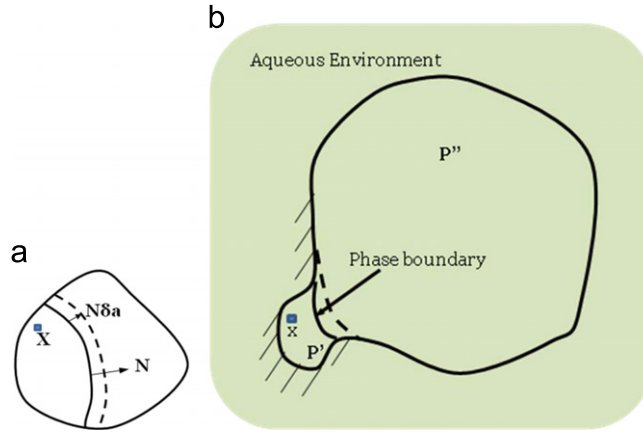 b
Aqueous Environment
P”
Phase boundary
X
P’
a
Nδa
X
N